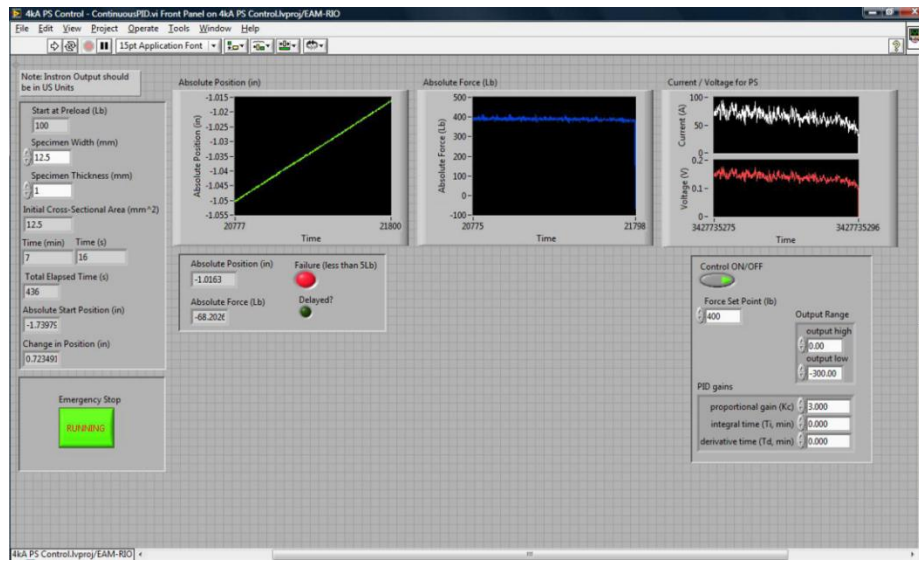 4kA PS Control - ContinuousPID.vi Front Panel on 4kA PS Control.lvproj/EAM-RIO
File Edit View Project Operate Tools Window Help
15pt Application Font
Note: Instron Output should
be in US Units
Start at Preload (Lb)
100
Specimen Width (mm)
12.5
Specimen Thickness (mm)
1
Initial Cross-Sectional Area (mm^2)
12.5
Time (min) Time (s)
7 16
Total Elapsed Time (s)
436
Absolute Start Position (in)
-1.7397
Change in Position (in)
0.723491
Emergency Stop
RUNNING
Absolute Position (in)
Absolute Position (in)
-1.015
-1.02
-1.025
-1.03
-1.035
-1.04
-1.045
-1.05
-1.055
20777 21800
Time
Absolute Force (Lb)
Absolute Force (Lb)
500
400
300
200
100
0
-100
20775 21798
Time
Current / Voltage for PS
Current (A)
100
50
0
Voltage (V)
0.2
0.1
0
3427735275 3427735296
Time
Absolute Position (in) Failure (less than 5Lb)
-1.0163
Absolute Force (Lb) Delayed?
-68.202
Control ON/OFF
Force Set Point (lb)
400
Output Range
output high
0.00
output low
-300.00
PID gains
proportional gain (Kc) 3.000
integral time (Ti, min) 0.000
derivative time (Td, min) 0.000
4kA PS Control.lvproj/EAM-RIO